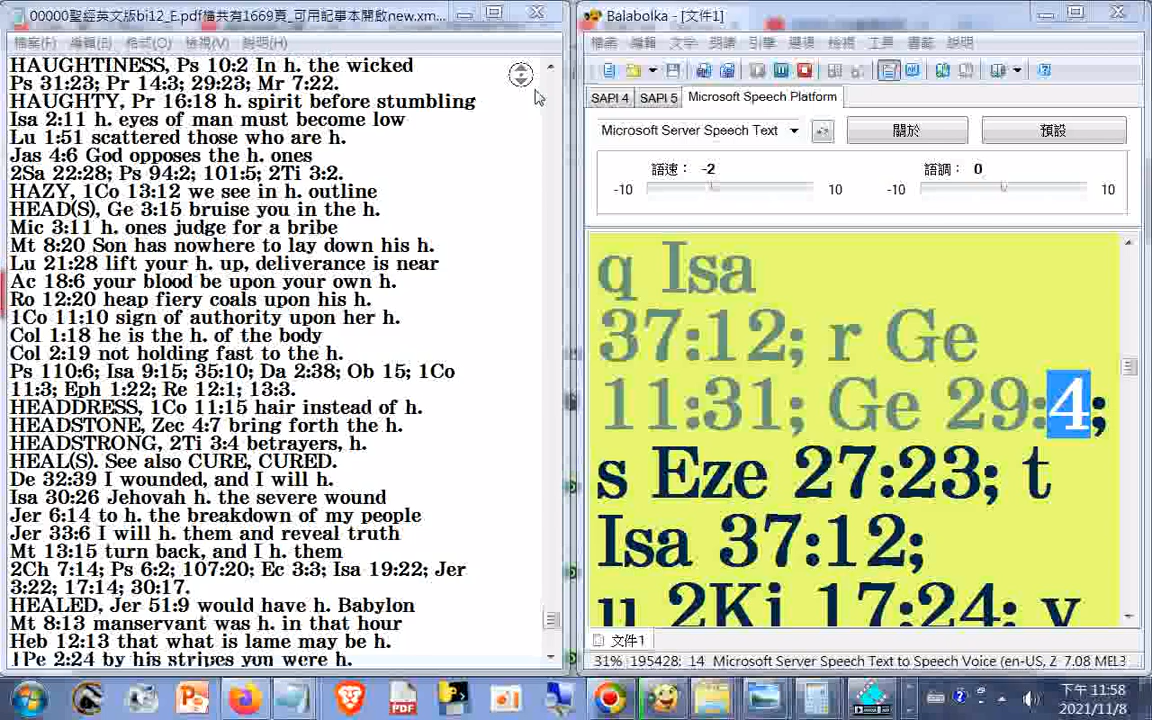 00000聖經英文版bi12_E.pdf檔共有1669頁_可用記事本開啟new.xm...
檔案(F) 編輯(E) 格式(O) 檢視(V) 說明(H)
HAUGHTINESS, Ps 10:2 In h. the wicked
Ps 31:23; Pr 14:3; 29:23; Mr 7:22.
HAUGHTY, Pr 16:18 h. spirit before stumbling
Isa 2:11 h. eyes of man must become low
Lu 1:51 scattered those who are h.
Jas 4:6 God opposes the h. ones
2Sa 22:28; Ps 94:2; 101:5; 2Ti 3:2.
HAZY, 1Co 13:12 we see in h. outline
HEAD(S), Ge 3:15 bruise you in the h.
Mic 3:11 h. ones judge for a bribe
Mt 8:20 Son has nowhere to lay down his h.
Lu 21:28 lift your h. up, deliverance is near
Ac 18:6 your blood be upon your own h.
Ro 12:20 heap fiery coals upon his h.
1Co 11:10 sign of authority upon her h.
Col 1:18 he is the h. of the body
Col 2:19 not holding fast to the h.
Ps 110:6; Isa 9:15; 35:10; Da 2:38; Ob 15; 1Co
11:3; Eph 1:22; Re 12:1; 13:3.
HEADDRESS, 1Co 11:15 hair instead of h.
HEADSTONE, Zec 4:7 bring forth the h.
HEADSTRONG, 2Ti 3:4 betrayers, h.
HEAL(S). See also CURE, CURED.
De 32:39 I wounded, and I will h.
Isa 30:26 Jehovah h. the severe wound
Jer 6:14 to h. the breakdown of my people
Jer 33:6 I will h. them and reveal truth
Mt 13:15 turn back, and I h. them
2Ch 7:14; Ps 6:2; 107:20; Ec 3:3; Isa 19:22; Jer
3:22; 17:14; 30:17.
HEALED, Jer 51:9 would have h. Babylon
Mt 8:13 manservant was h. in that hour
Heb 12:13 that what is lame may be h.
1Pe 2:24 by his stripes you were h.
Balabolka - [文件1]
檔案 編輯 文字 朗讀 引擎 選項 檢視 工具 書籤 說明
SAPI 4 SAPI 5 Microsoft Speech Platform
Microsoft Server Speech Text 關於 預設
語速: -2 語調: 0
-10 10 -10 10
q Isa
37:12; r Ge
11:31; Ge 29:4;
s Eze 27:23; t
Isa 37:12;
u 2Ki 17:24; v
文件1
31% 195428: 14 Microsoft Server Speech Text to Speech Voice (en-US, Z 7.08 МЕЦЗ
下午 11:58
2021/11/8